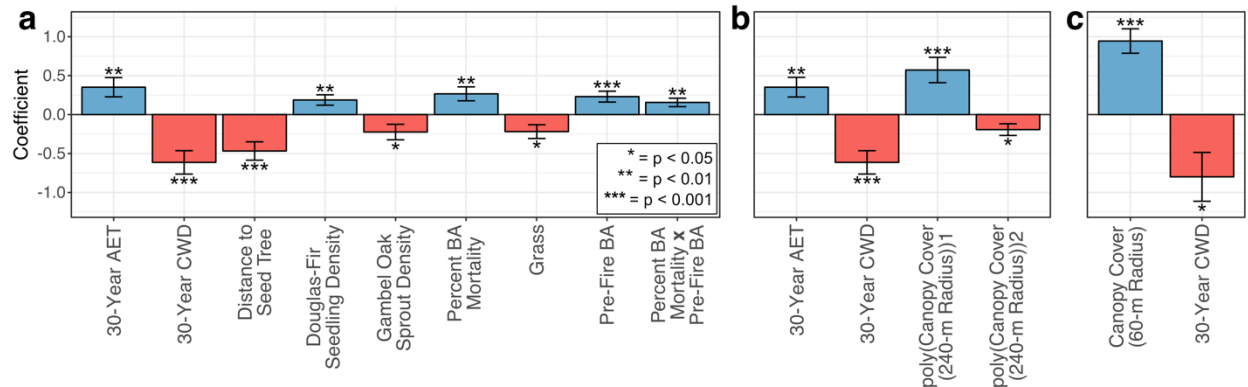 a
b
c
Coefficient
1.0
0.5
0.0
-0.5
-1.0
**
***
***
**
*
**
*
***
**
* = p < 0.05
** = p < 0.01
*** = p < 0.001
**
***
***
*
***
*
30-Year AET
30-Year CWD
Distance to
Seed Tree
Douglas-Fir
Seedling Density
Gambel Oak
Sprout Density
Percent BA
Mortality
Grass
Pre-Fire BA
Percent BA
Mortality x
Pre-Fire BA
30-Year AET
30-Year CWD
poly(Canopy Cover
(240-m Radius))1
poly(Canopy Cover
(240-m Radius))2
Canopy Cover
(60-m Radius)
30-Year CWD